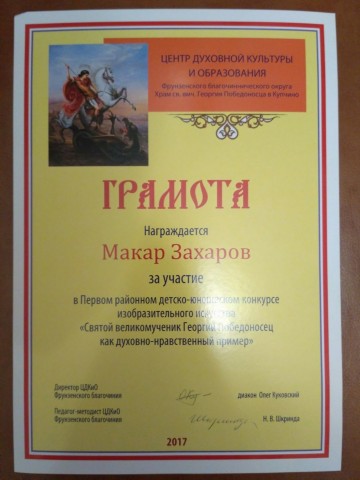 ЦЕНТР ДУХОВНОЙ КУЛЬТУРЫ
И ОБРАЗОВАНИЯ
Фрунзенского благочиннического округа
Храм св. вмч. Георгия Победоносца в Купчино
ГРАМОТА
Награждается
Макар Захаров
за участие
в Первом районном детско-юношеском конкурсе
изобразительного искусства
«Святой великомученик Георгий Победоносец
как духовно-нравственный пример»
Директор ЦДКиО
Фрунзенского благочиния
диакон Олег Куковский
Педагог-методист ЦДКиО
Фрунзенского благочиния
Н. В. Шкринда
2017